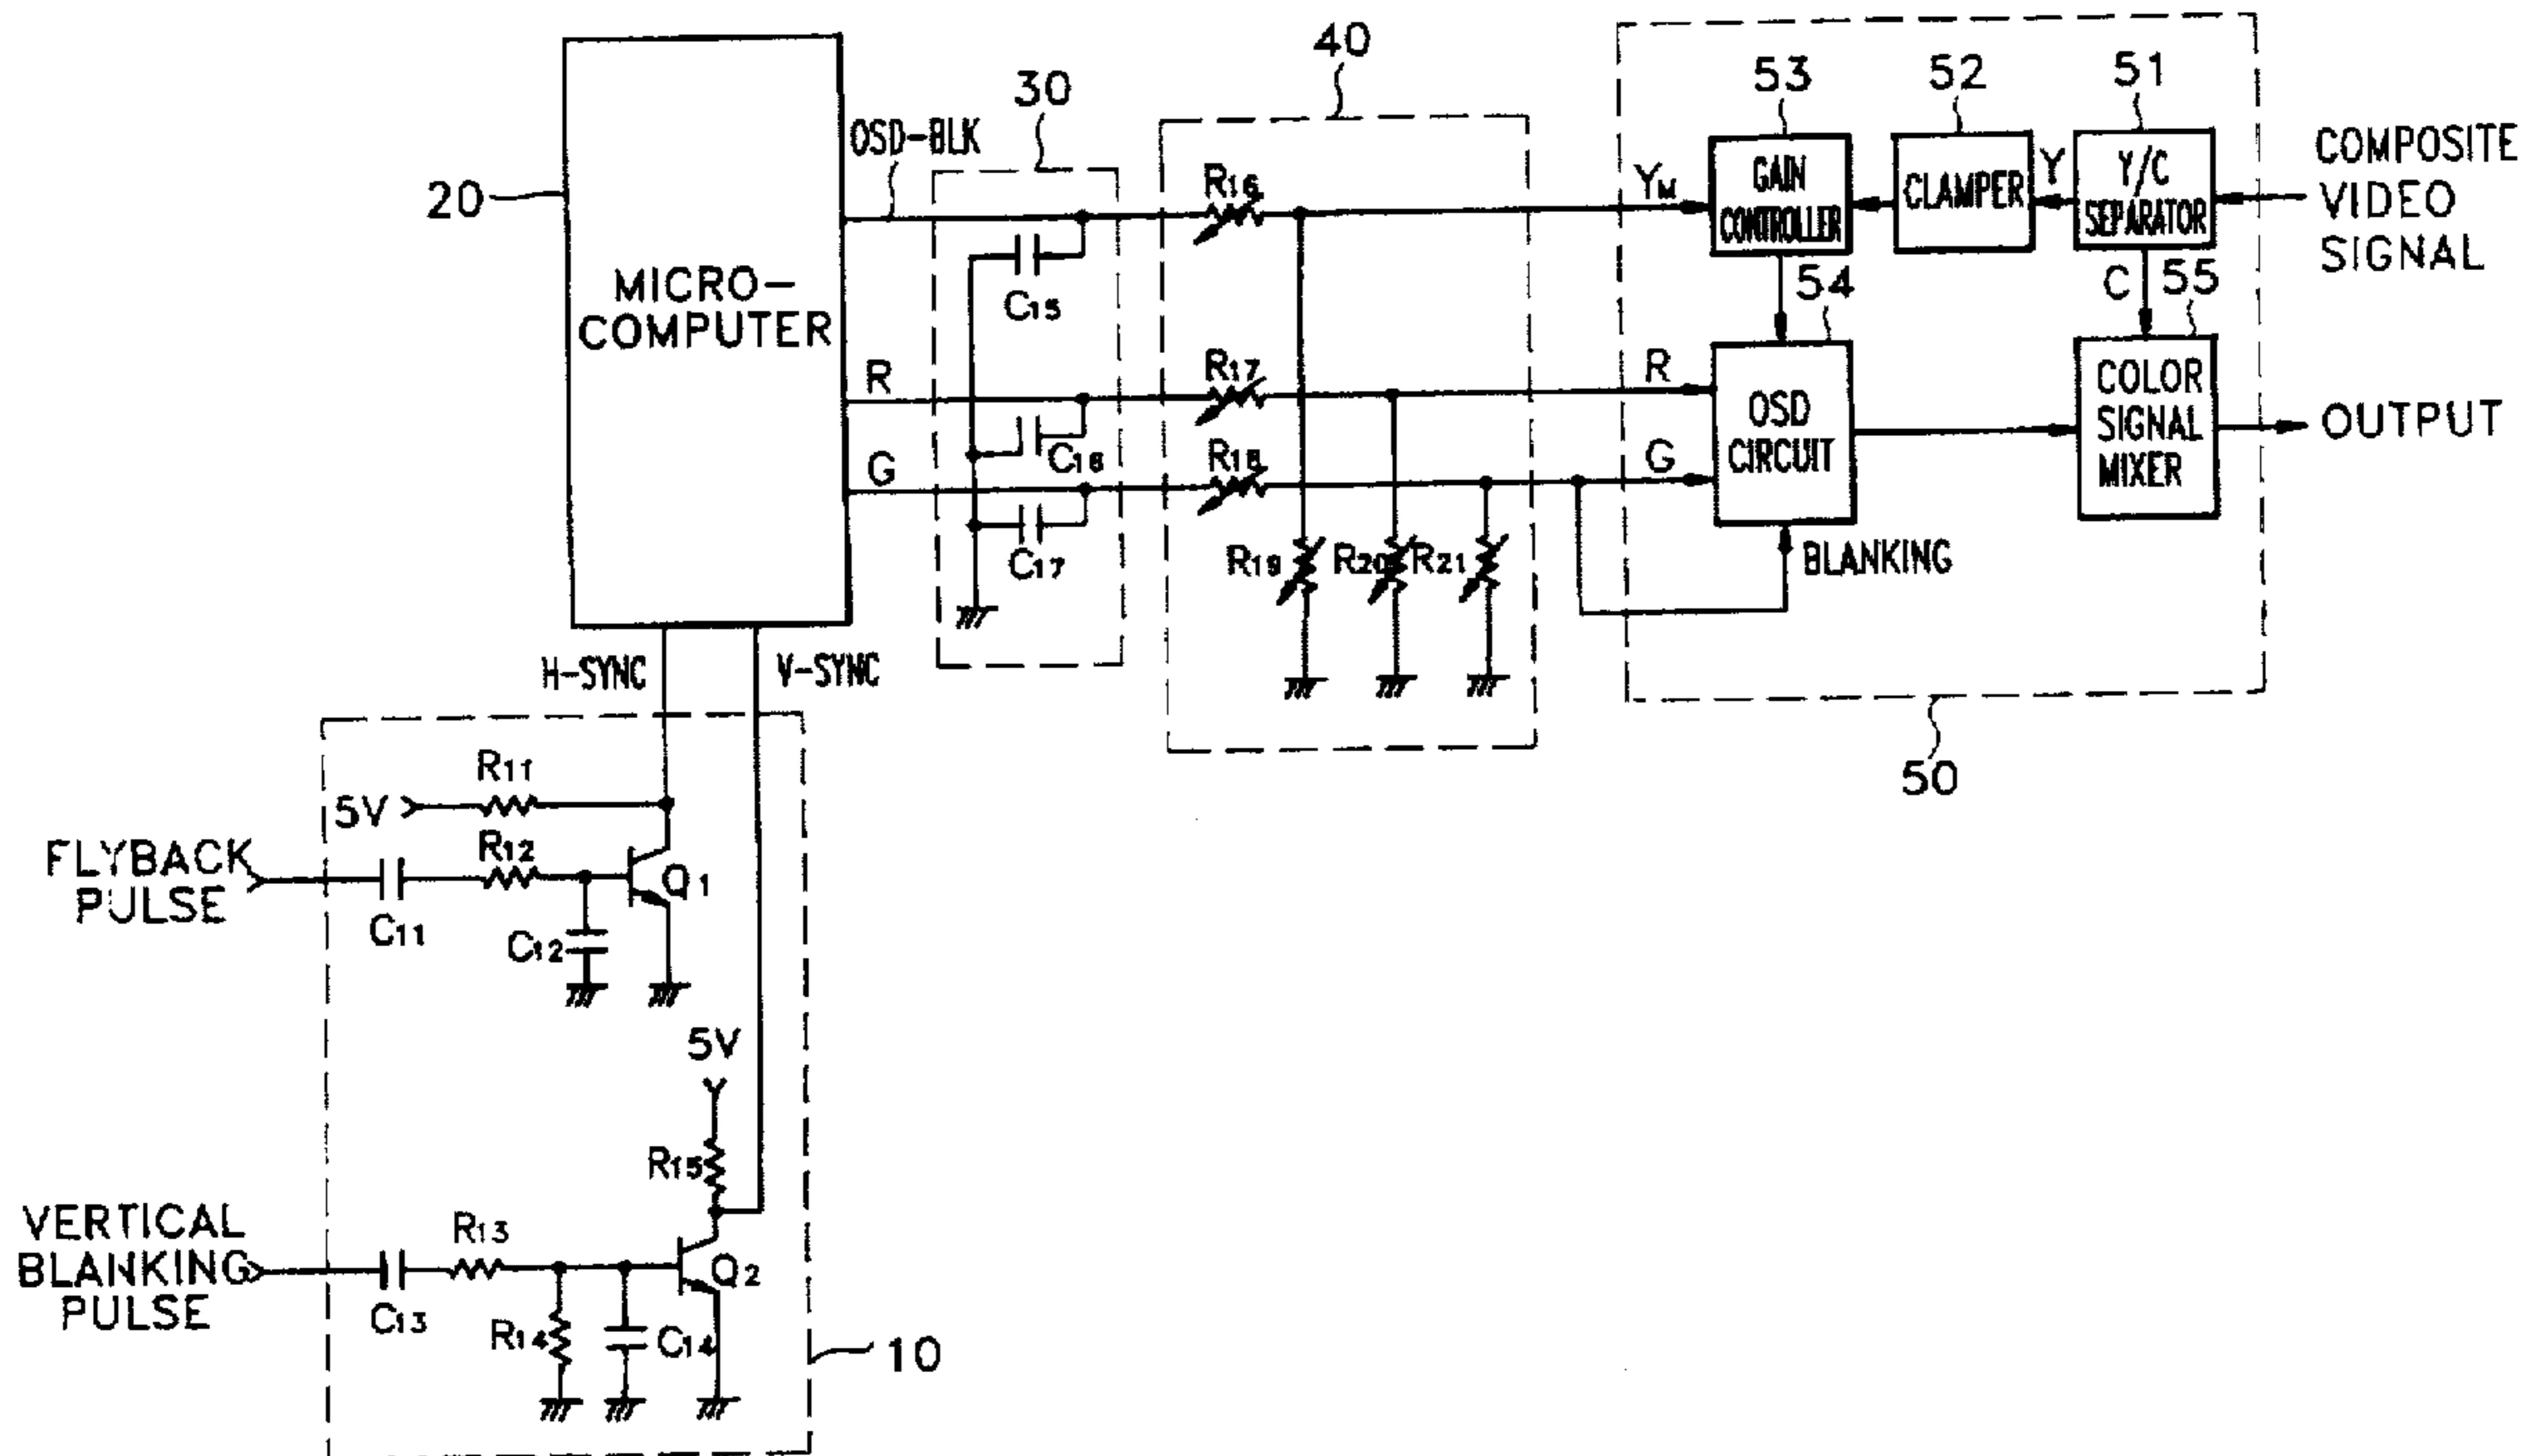 20
MICRO-
COMPUTER
OSD-BLK
R
G
H-SYNC
V-SYNC
30
C15
C16
C17
40
R16
R17
R18
R19
R20
R21
YM
R
G
53
GAIN
CONTROLLER
52
CLAMPER
Y
51
Y/C
SEPARATOR
COMPOSITE
VIDEO
SIGNAL
54
OSD
CIRCUIT
BLANKING
C
55
COLOR
SIGNAL
MIXER
OUTPUT
50
5V
R11
FLYBACK
PULSE
C11
R12
C12
Q1
5V
R15
VERTICAL
BLANKING
PULSE
C13
R13
R14
C14
Q2
10